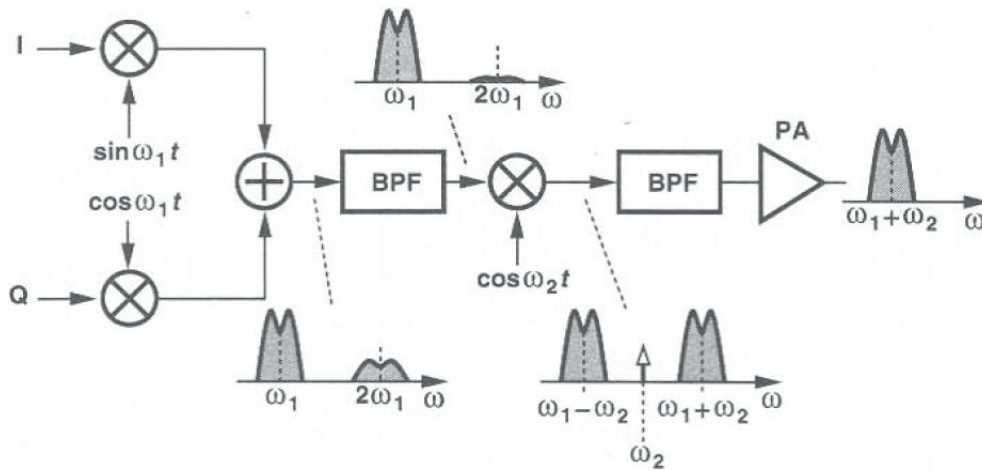 I
sin ω₁t
cos ω₁t
Q
ω₁ 2ω₁ ω
BPF
cos ω₂t
BPF
PA
ω₁ 2ω₁ ω
ω₁−ω₂ ω₁+ω₂ ω
ω₂
ω₁+ω₂ ω